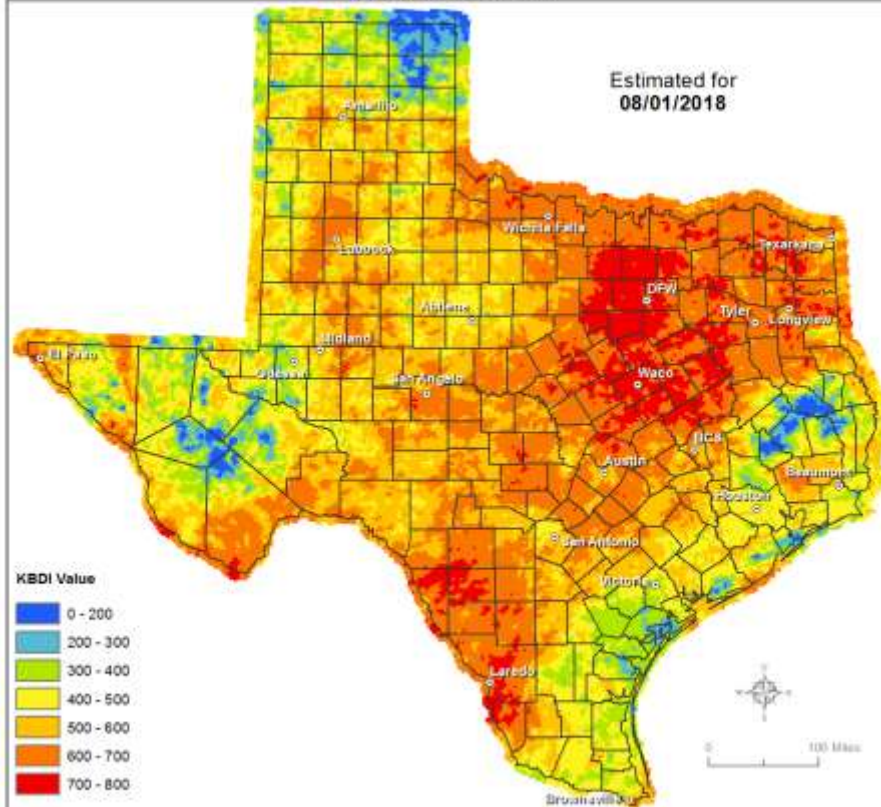 Estimated for
08/01/2018
Amarillo
Wichita Falls
Texarkana
Lubbock
DFW
Abilene
Tyler
Longview
El Paso
Midland
Odessa
Waco
San Angelo
BCS
Austin
Beaumont
Houston
San Antonio
Victoria
KBDI Value
0 - 200
200 - 300
300 - 400
400 - 500
500 - 600
600 - 700
700 - 800
Laredo
0 100 Miles
Brownsville